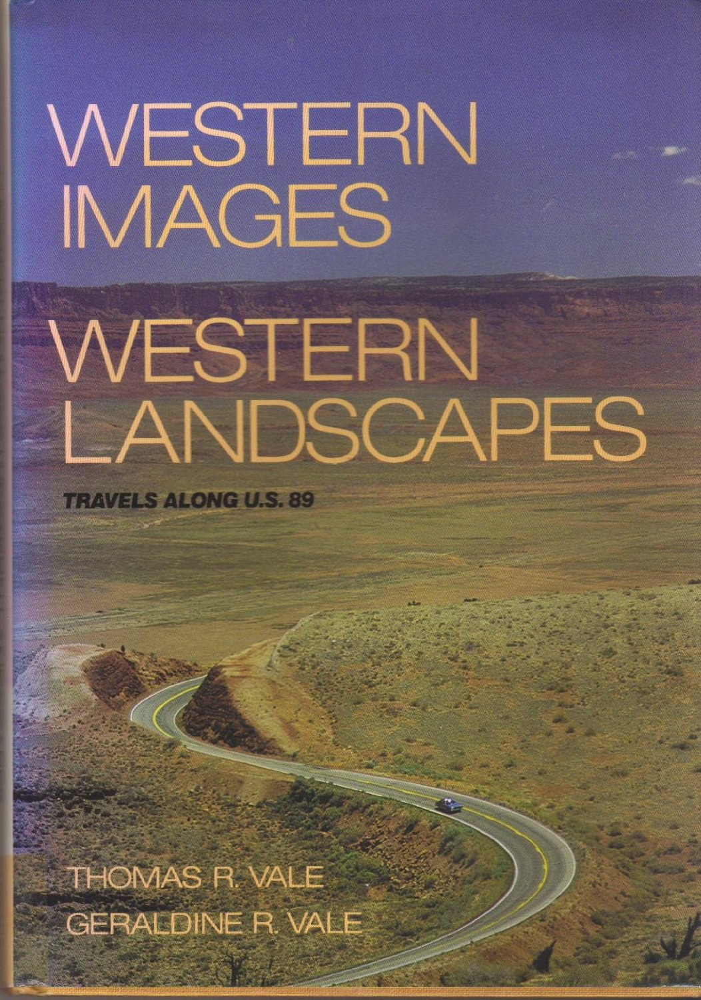 WESTERN
IMAGES
WESTERN
LANDSCAPES
TRAVELS ALONG U.S. 89
THOMAS R. VALE
GERALDINE R. VALE